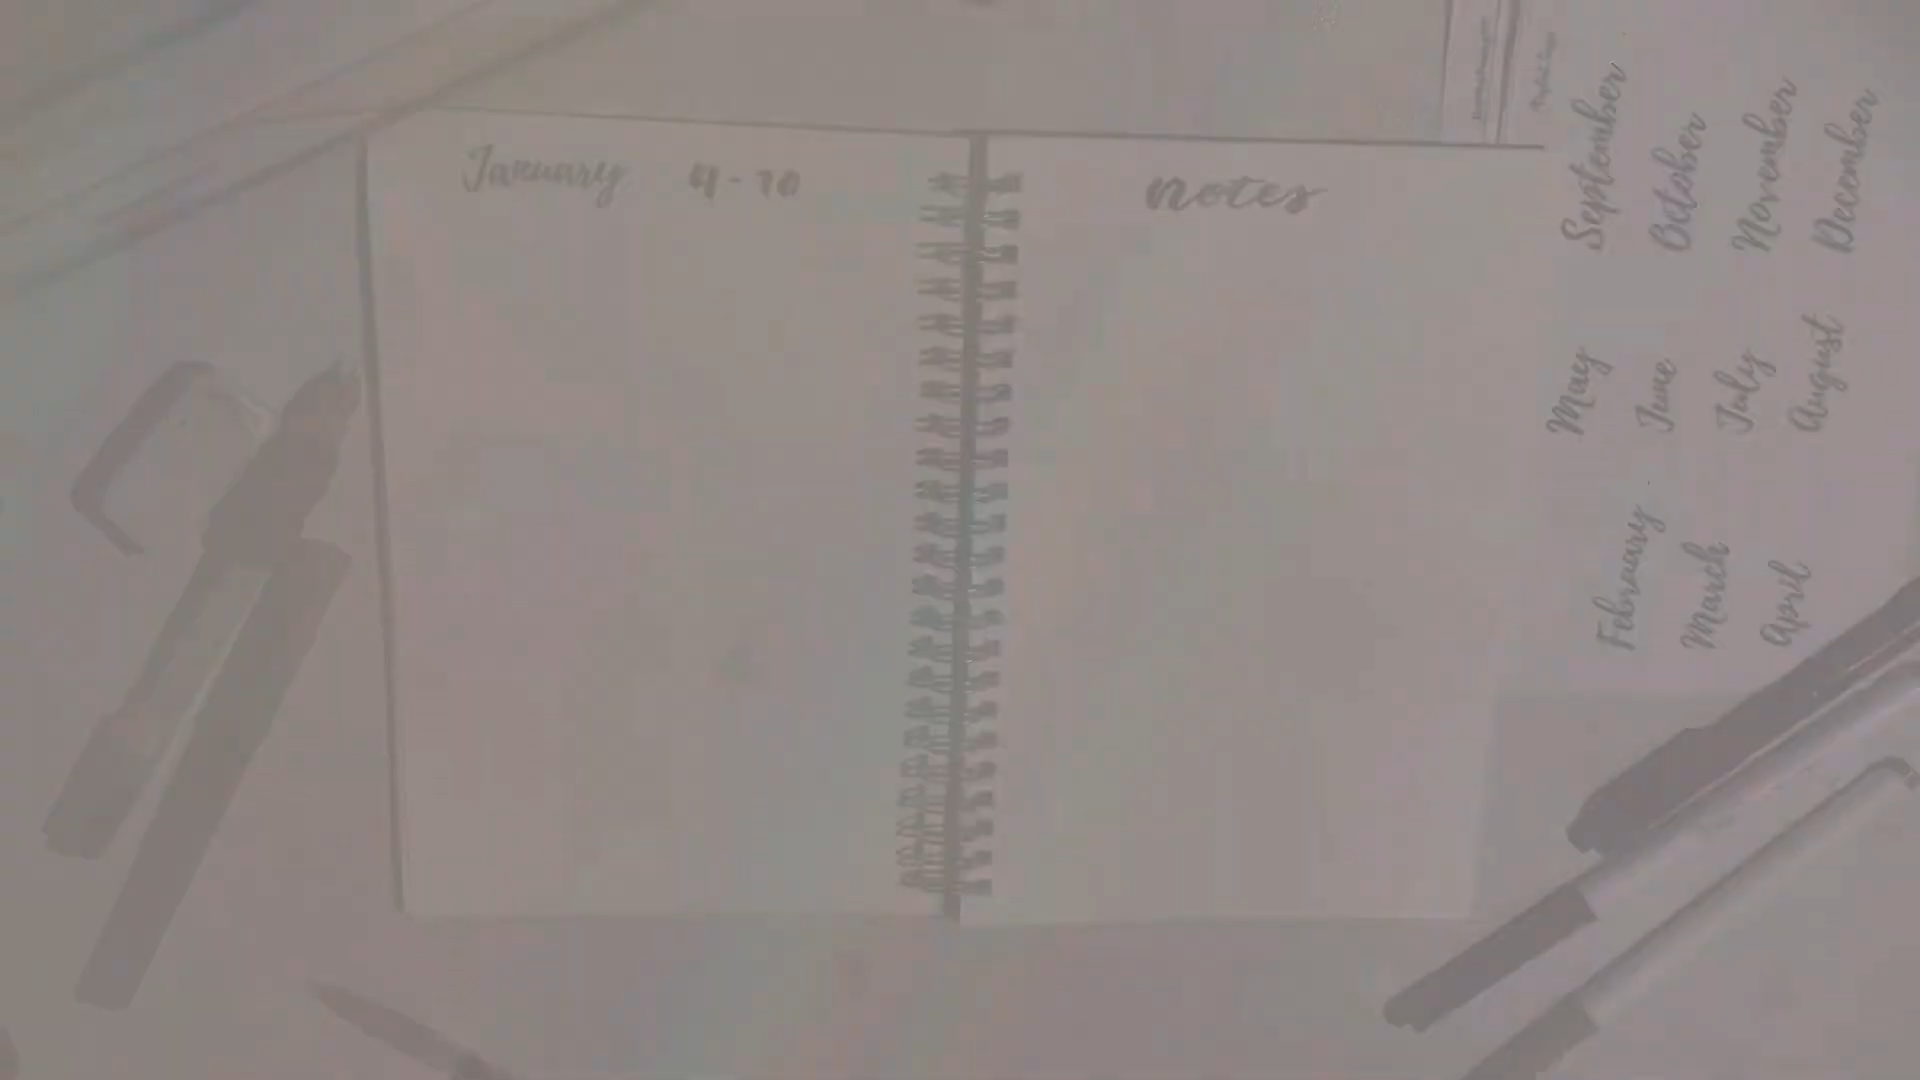 January 4-10
notes
September
October
November
December
May
June
July
August
February
March
April